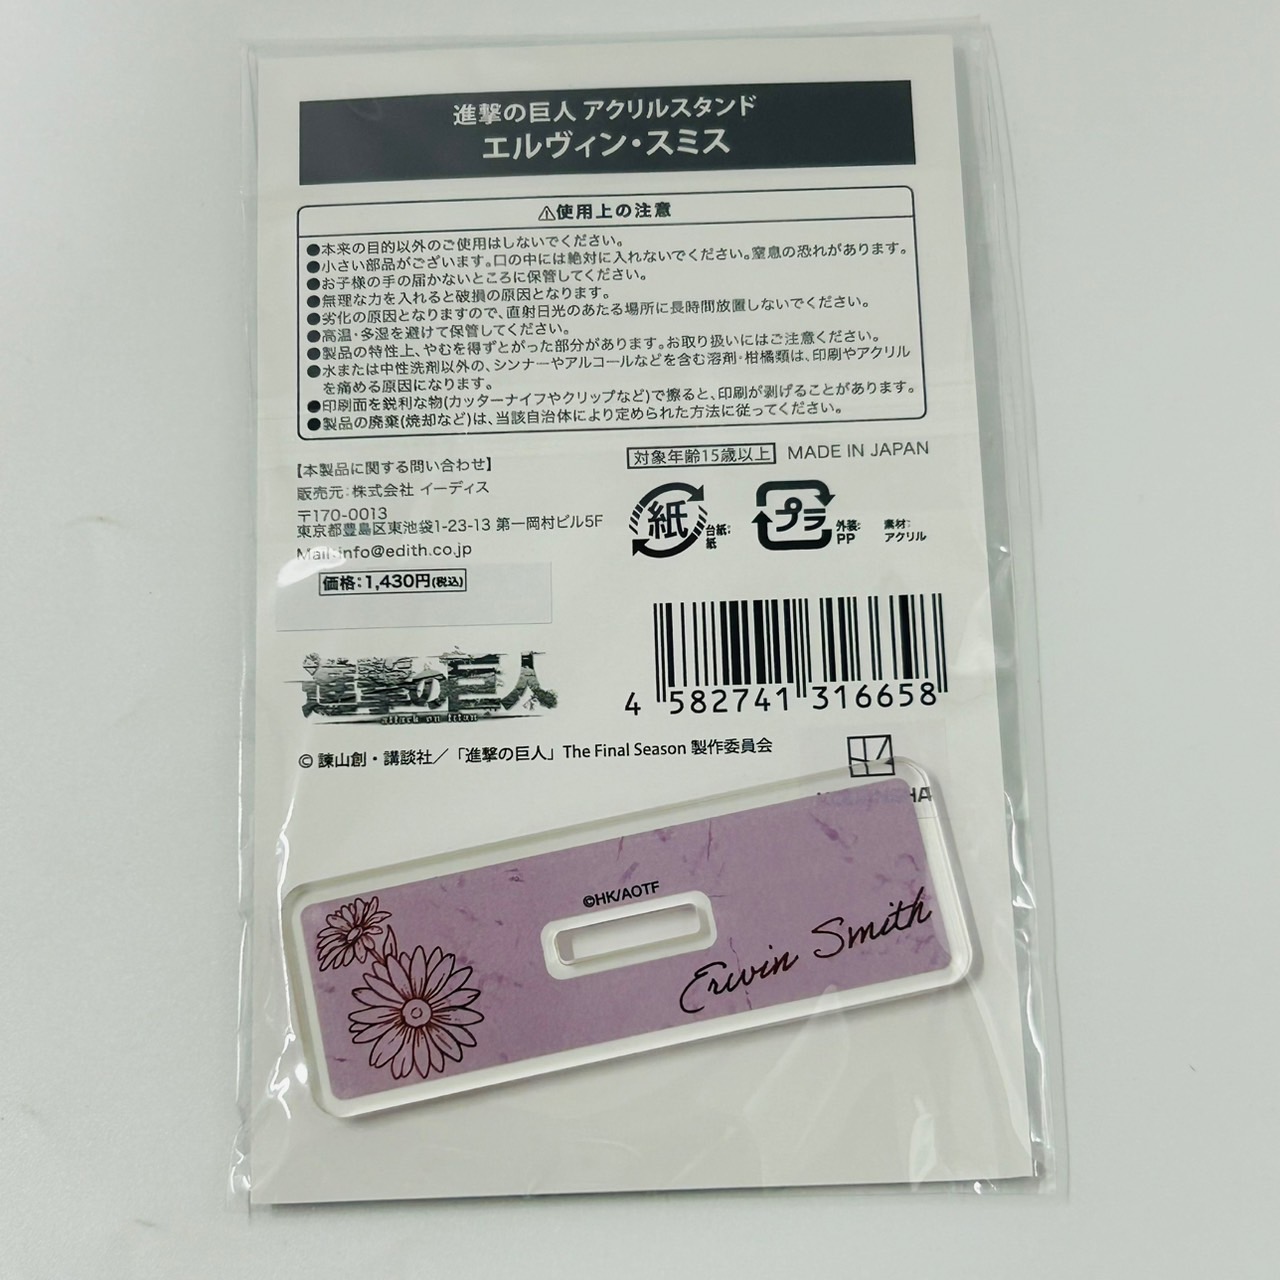 進撃の巨人 アクリルスタンド
エルヴィン・スミス
⚠使用上の注意
●本来の目的以外のご使用はしないでください。
●小さい部品がございます。口の中には絶対に入れないでください。窒息の恐れがあります。
●お子様の手の届かないところに保管してください。
●無理な力を入れると破損の原因となります。
●劣化の原因となりますので、直射日光のあたる場所に長時間放置しないでください。
●高温・多湿を避けて保管してください。
●製品の特性上、やむを得ずとがった部分があります。お取り扱いにはご注意ください。
●水または中性洗剤以外の、シンナーやアルコールなどを含む溶剤・柑橘類は、印刷やアクリル
を痛める原因になります。
●印刷面を鋭利な物(カッターナイフやクリップなど)で擦ると、印刷が剥げることがあります。
●製品の廃棄(焼却など)は、当該自治体により定められた方法に従ってください。
【本製品に関する問い合わせ】
販売元:株式会社 イーディス
〒170-0013
東京都豊島区東池袋1-23-13 第一岡村ビル5F
Mail:info@edith.co.jp
価格:1,430円(税込)
対象年齢15歳以上 MADE IN JAPAN
紙
台紙:
紙
プラ
外装:
PP
素材:
アクリル
4 582741 316658
進撃の巨人
attack on titan
© 諫山創・講談社/「進撃の巨人」The Final Season 製作委員会
KODANSHA
©HK/AOTF
Erwin Smith